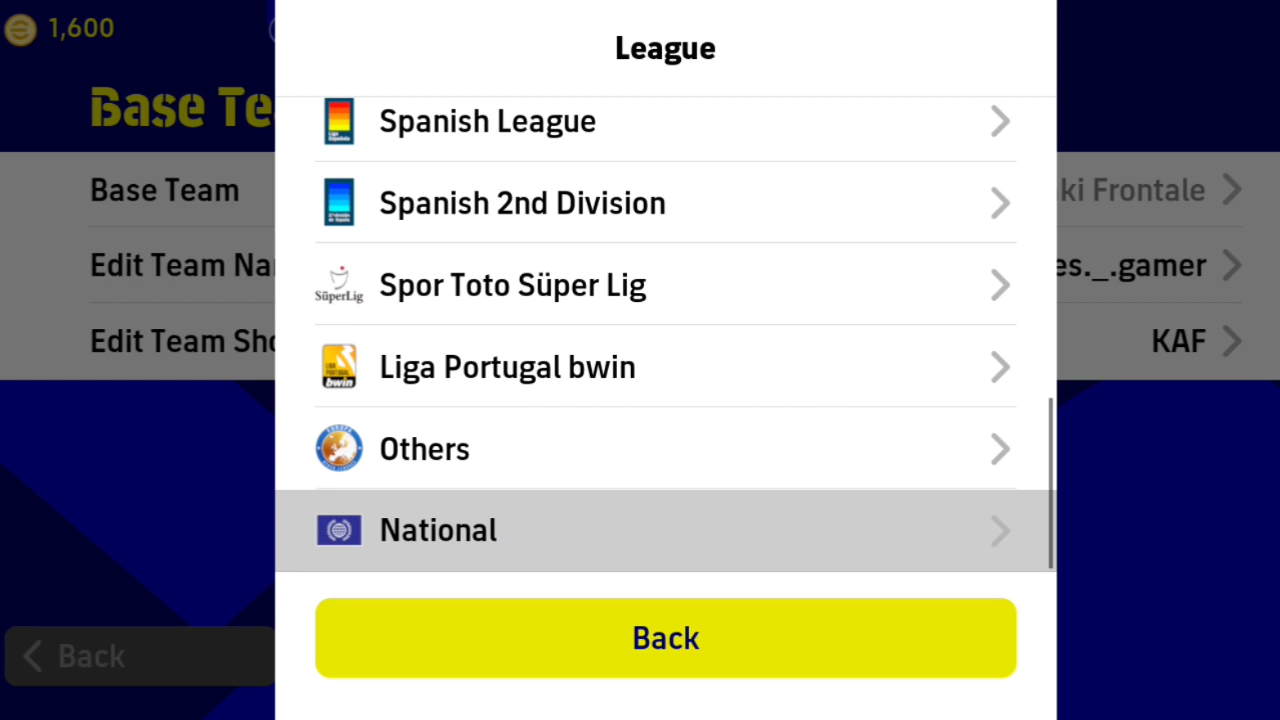 1,600
League
Base Te
Spanish League
Base Team
ki Frontale
Spanish 2nd Division
Edit Team Na
es._.gamer
SüperLig
Spor Toto Süper Lig
Edit Team Sho
KAF
bwin
Liga Portugal bwin
Others
National
Back
Back